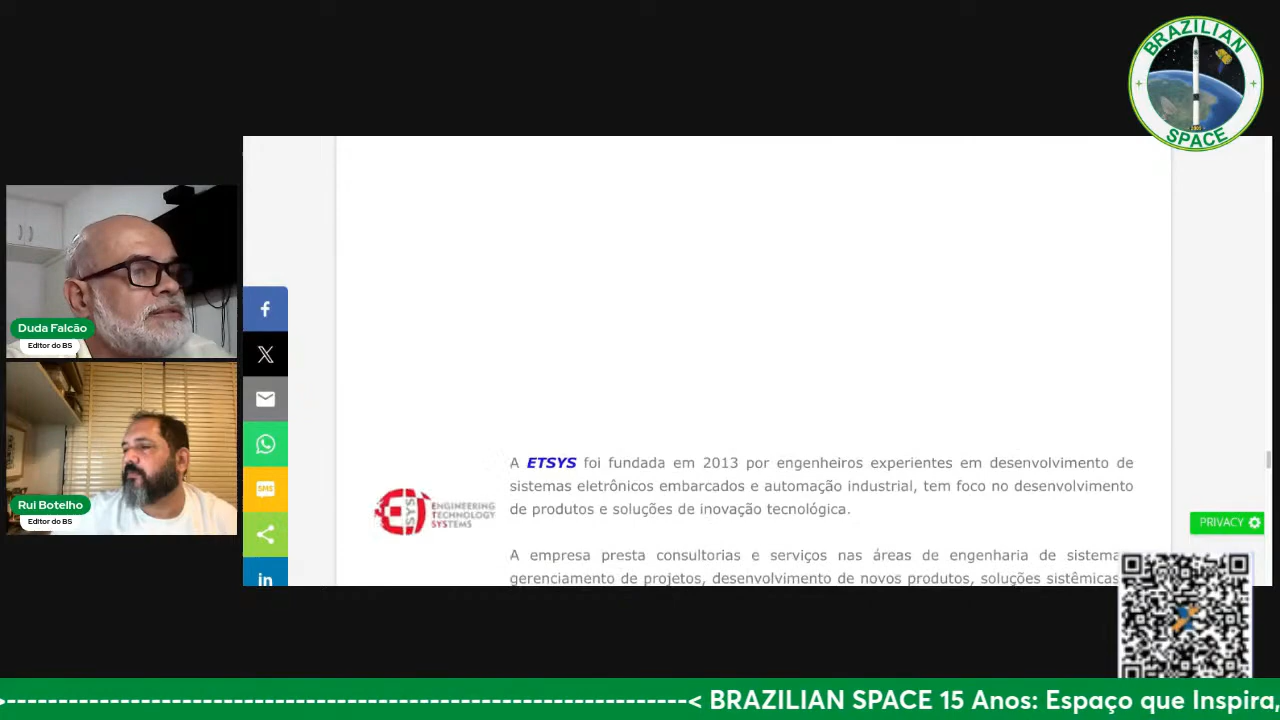 BRAZILIAN
SPACE
Duda Falcão
Editor do BS
Rui Botelho
Editor do BS
f
X
SMS
in
A ETSYS foi fundada em 2013 por engenheiros experientes em desenvolvimento de
sistemas eletrônicos embarcados e automação industrial, tem foco no desenvolvimento
de produtos e soluções de inovação tecnológica.
SYS
ENGINEERING
TECHNOLOGY
SYSTEMS
PRIVACY
A empresa presta consultorias e serviços nas áreas de engenharia de sistema
gerenciamento de projetos, desenvolvimento de novos produtos, soluções sistêmicas
>------------------------------------------------------------------< BRAZILIAN SPACE 15 Anos: Espaço que Inspira,